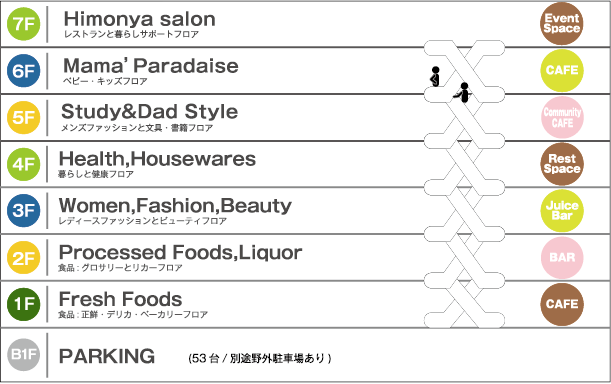 7F Himonya salon Event Space
レストランと暮らしサポートフロア
6F Mama' Paradaise CAFE
ベビー・キッズフロア
5F Study&Dad Style Community CAFE
メンズファッションと文具・書籍フロア
4F Health,Housewares Rest Space
暮らしと健康フロア
3F Women,Fashion,Beauty Juice Bar
レディースファッションとビューティフロア
2F Processed Foods,Liquor BAR
食品：グロサリーとリカーフロア
1F Fresh Foods CAFE
食品：正鮮・デリカ・ベーカリーフロア
B1F PARKING (53台/別途野外駐車場あり)